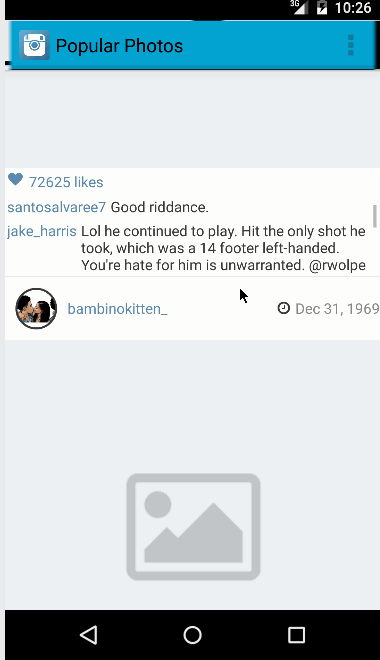 3G 10:26
Popular Photos
72625 likes
santosalvaree7 Good riddance.
jake_harris Lol he continued to play. Hit the only shot he
took, which was a 14 footer left-handed.
You're hate for him is unwarranted. @rwolpe
bambinokitten_ Dec 31, 1969